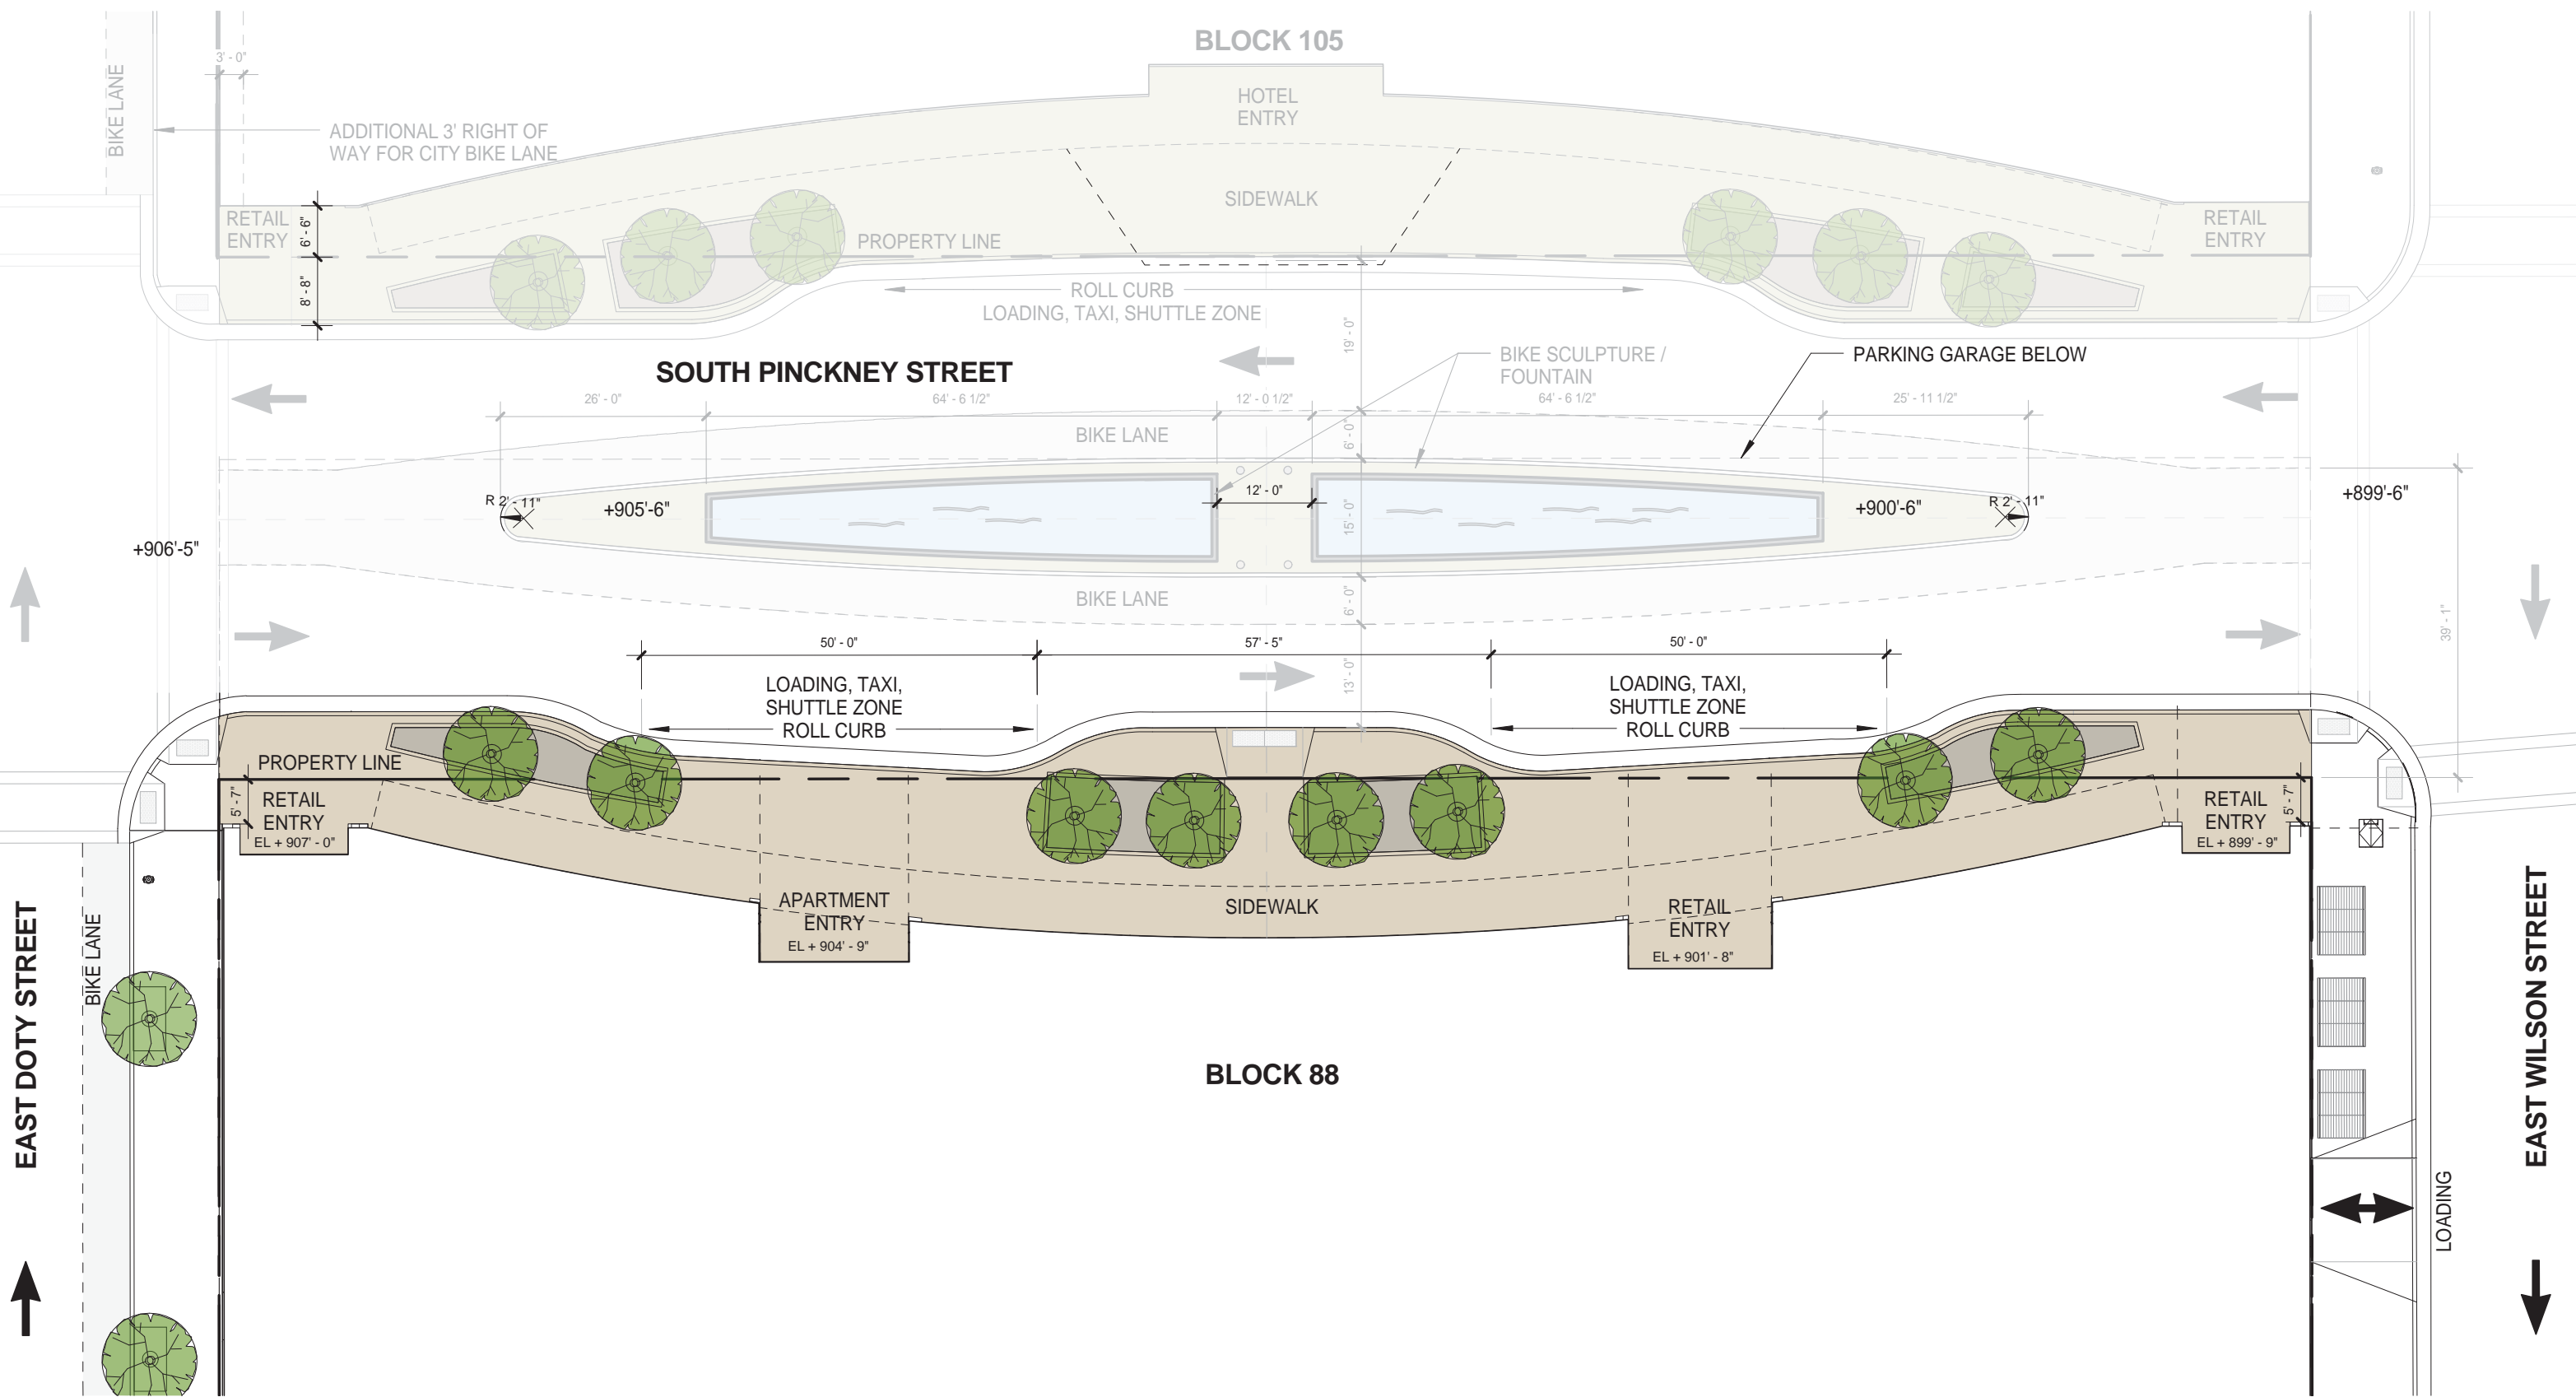 BLOCK 105
3' - 0"
BIKE LANE
ADDITIONAL 3' RIGHT OF
WAY FOR CITY BIKE LANE
HOTEL
ENTRY
SIDEWALK
RETAIL
ENTRY
6' - 6"
8' - 8"
PROPERTY LINE
RETAIL
ENTRY
ROLL CURB
LOADING, TAXI, SHUTTLE ZONE
19' - 0"
SOUTH PINCKNEY STREET
BIKE SCULPTURE /
FOUNTAIN
PARKING GARAGE BELOW
26' - 0"
64' - 6 1/2"
12' - 0 1/2"
64' - 6 1/2"
25' - 11 1/2"
BIKE LANE
6' - 0"
R 2' - 11"
+905'-6"
12' - 0"
15' - 0"
+900'-6"
R 2' - 11"
+899'-6"
+906'-5"
BIKE LANE
6' - 0"
39' - 1"
50' - 0"
57' - 5"
50' - 0"
13' - 0"
LOADING, TAXI,
SHUTTLE ZONE
ROLL CURB
LOADING, TAXI,
SHUTTLE ZONE
ROLL CURB
PROPERTY LINE
5' - 7"
RETAIL
ENTRY
EL + 907' - 0"
RETAIL
ENTRY
EL + 899' - 9"
5' - 7"
APARTMENT
ENTRY
EL + 904' - 9"
SIDEWALK
RETAIL
ENTRY
EL + 901' - 8"
EAST DOTY STREET
BIKE LANE
BLOCK 88
EAST WILSON STREET
LOADING